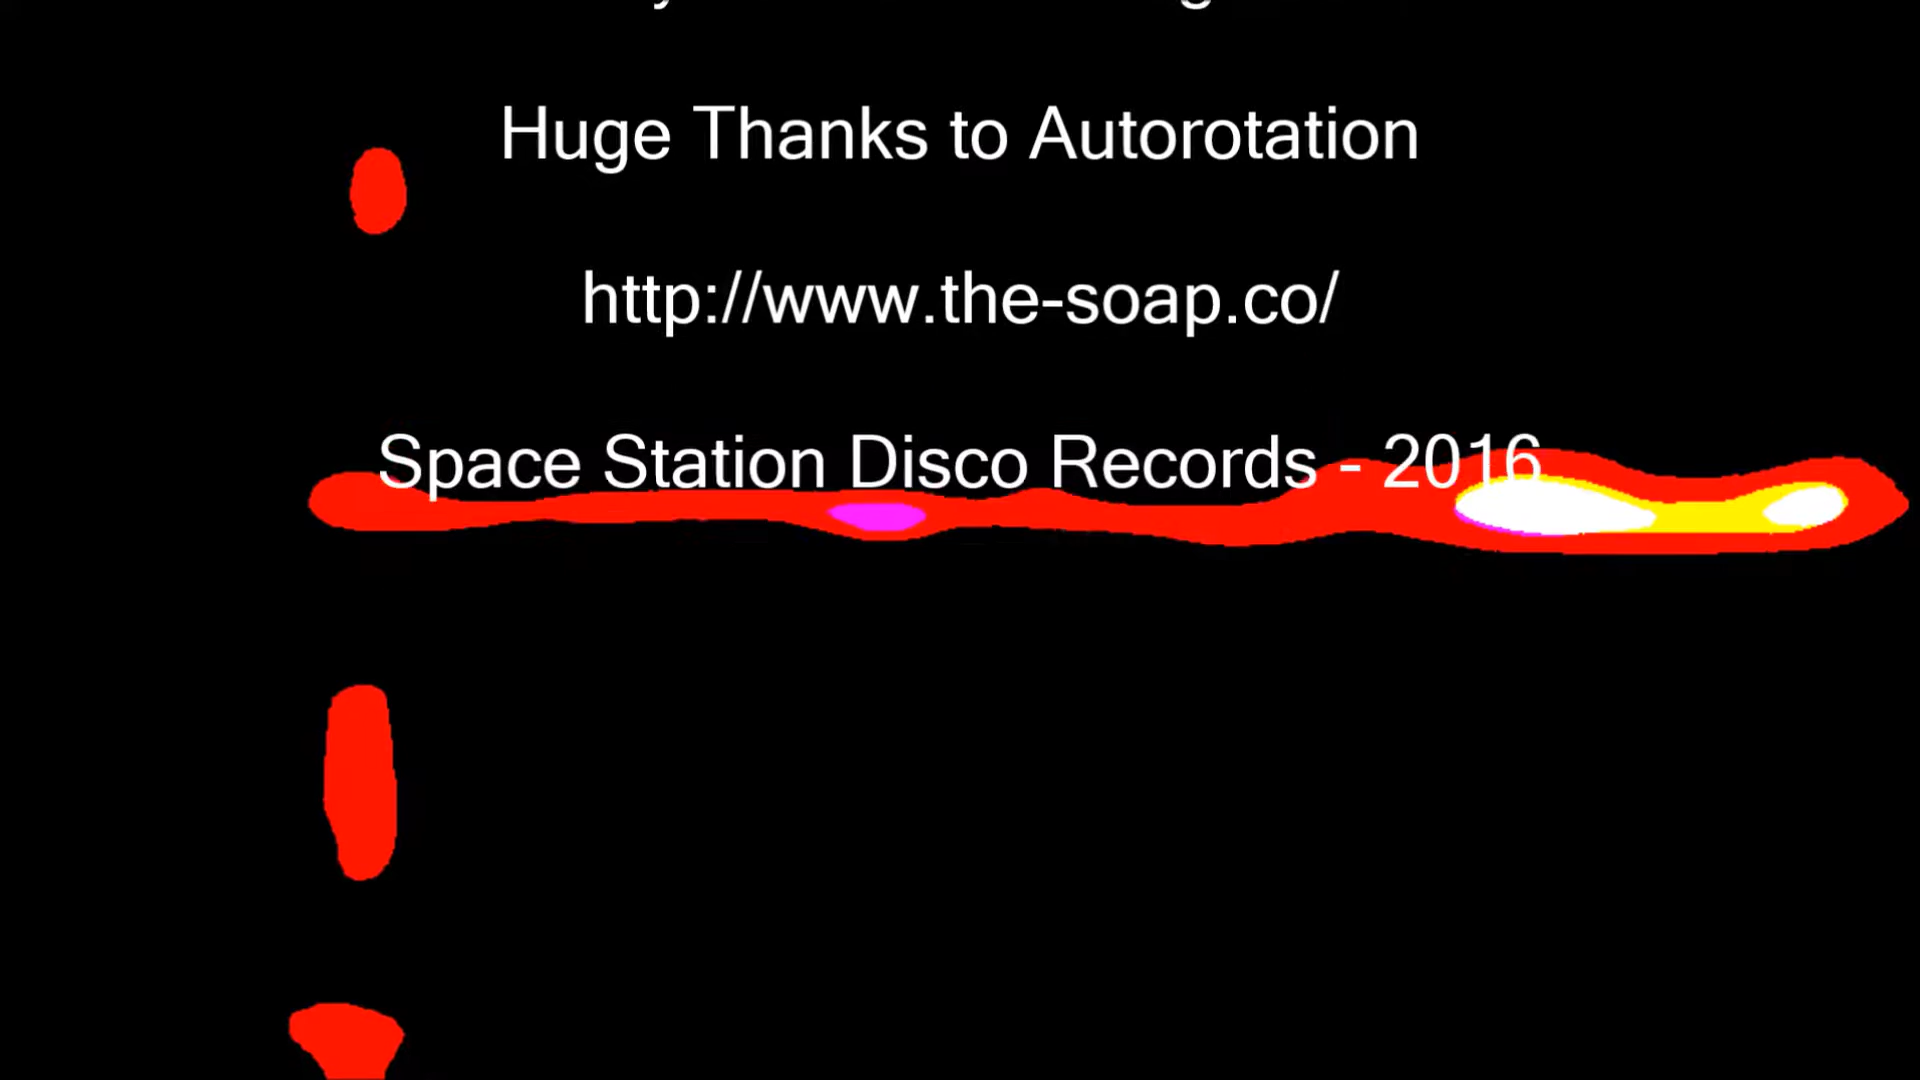 Huge Thanks to Autorotation
http://www.the-soap.co/
Space Station Disco Records - 2016